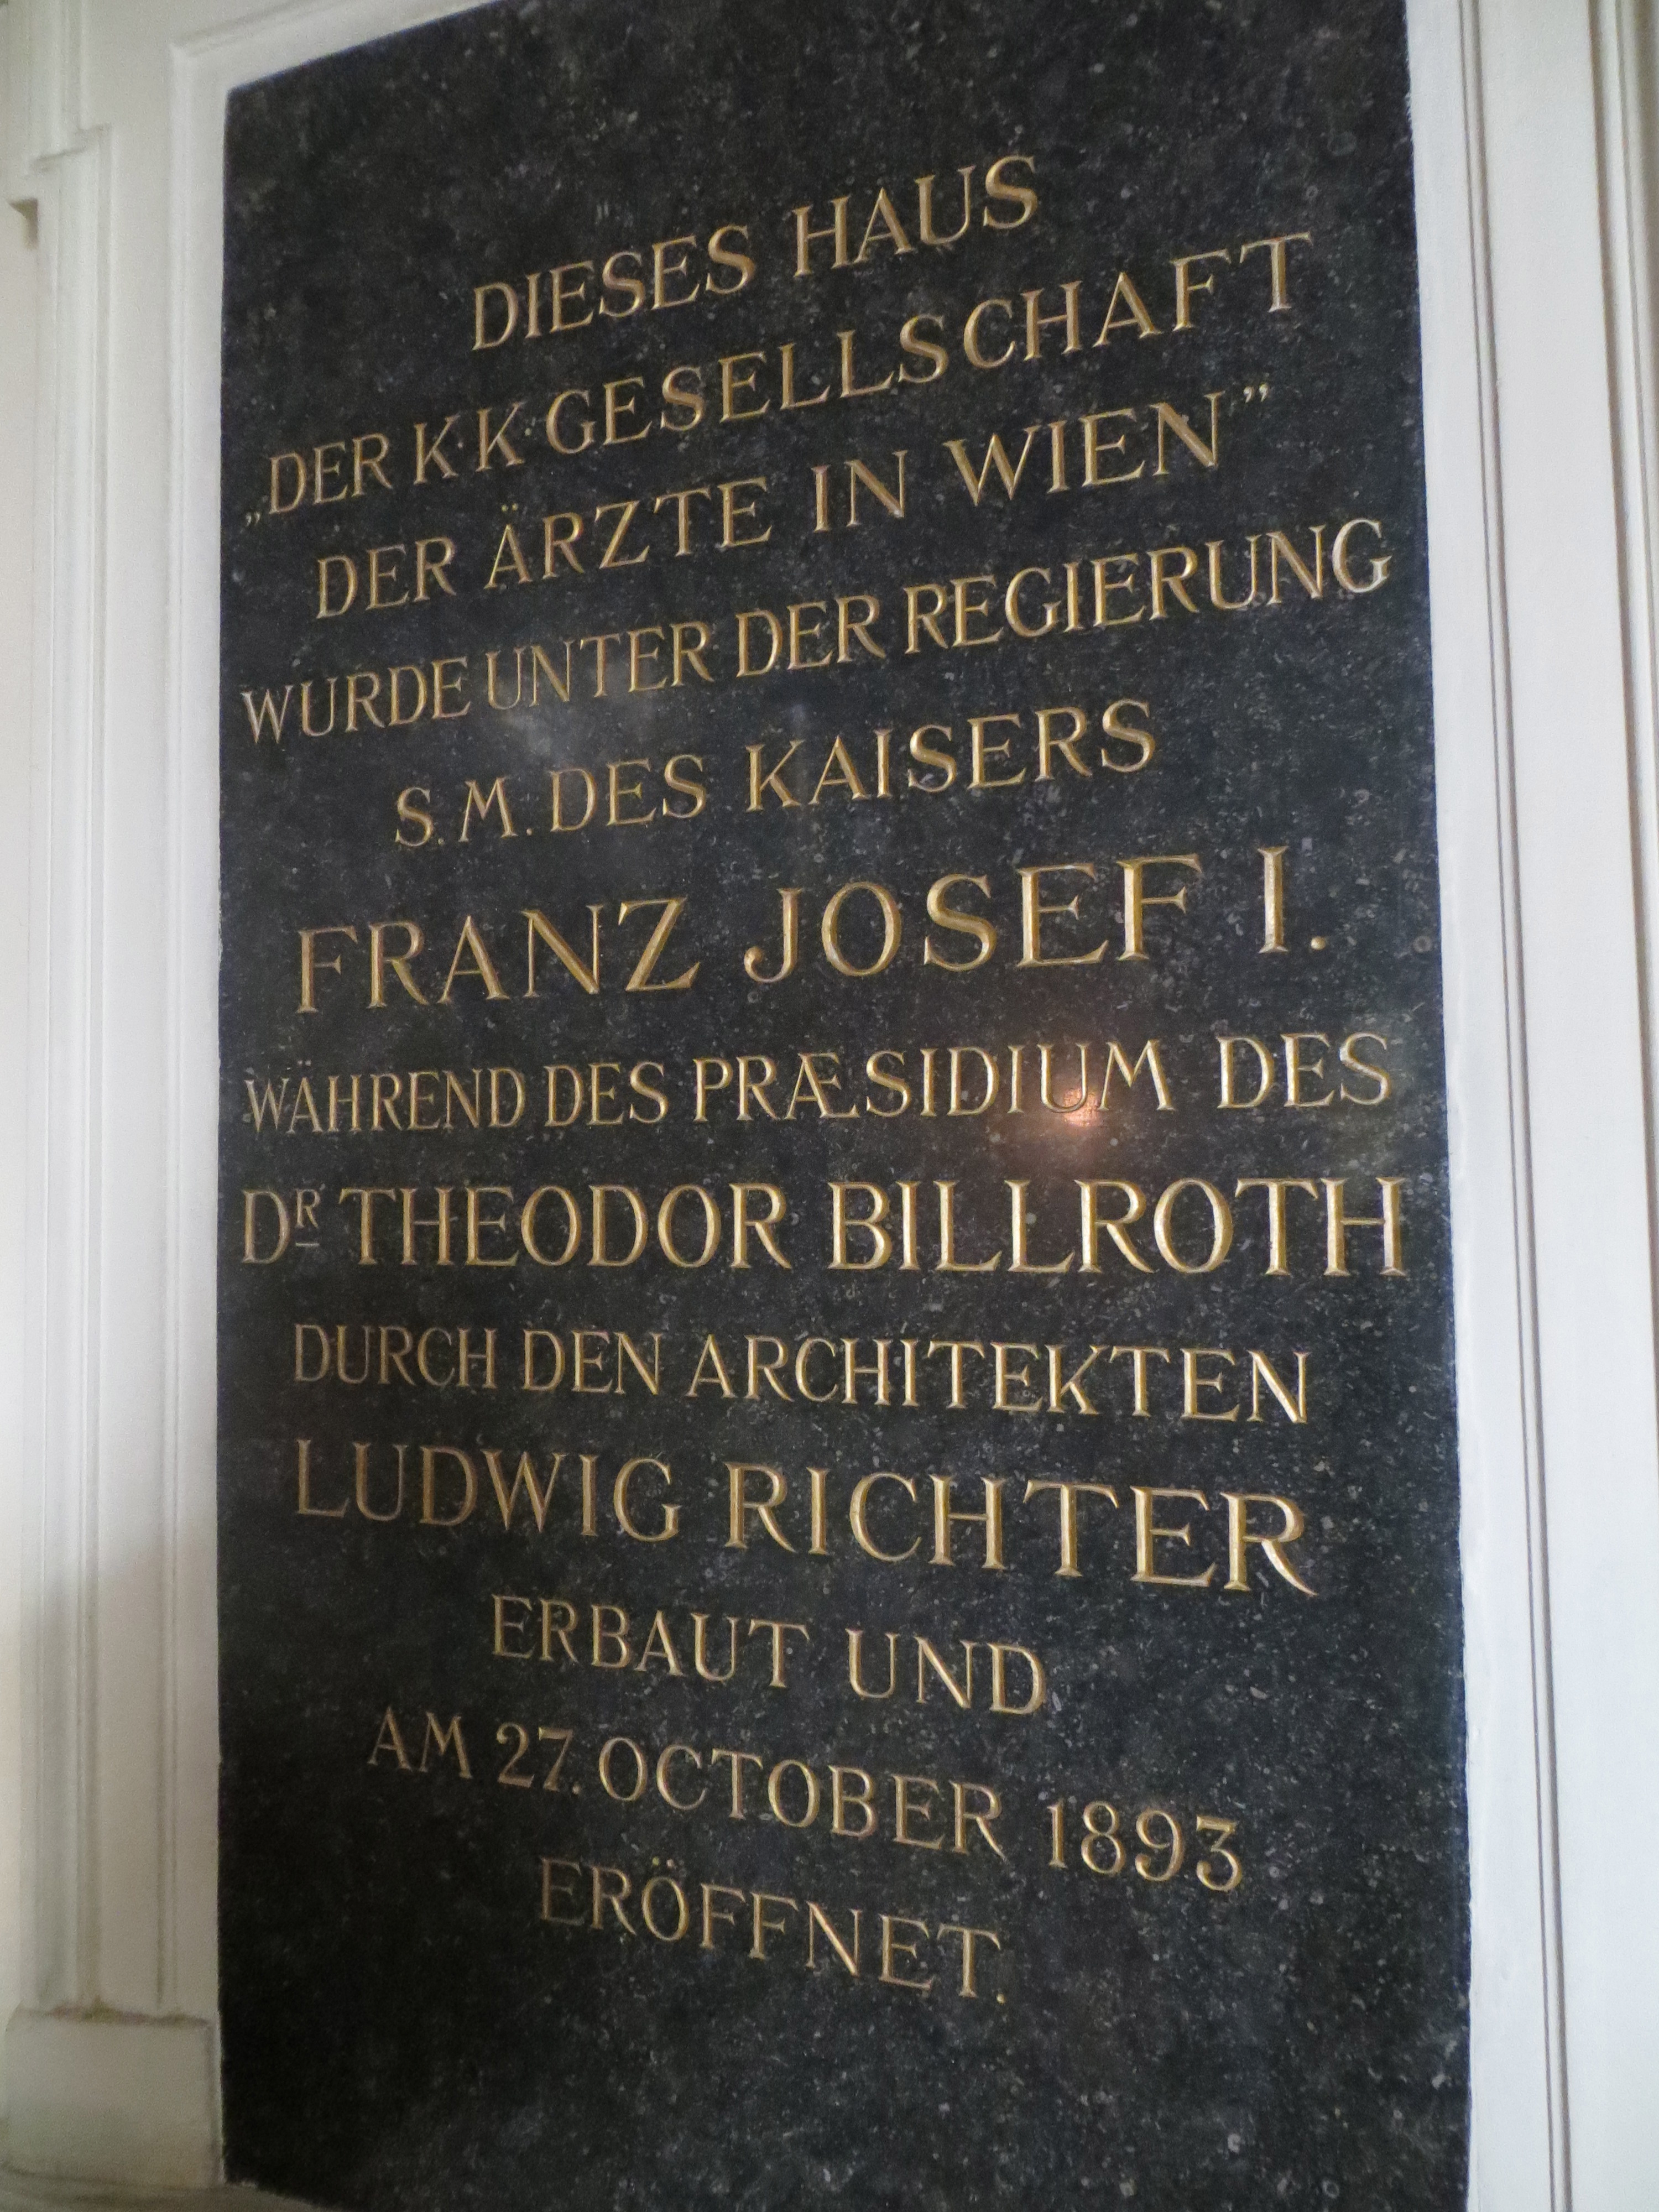 DIESES HAUS
„DER K·K·GESELLSCHAFT
DER ÄRZTE IN WIEN”
WURDE UNTER DER REGIERUNG
S.M. DES KAISERS
FRANZ JOSEF I.
WÄHREND DES PRÆSIDIUM DES
DR THEODOR BILLROTH
DURCH DEN ARCHITEKTEN
LUDWIG RICHTER
ERBAUT UND
AM 27. OCTOBER 1893
ERÖFFNET.